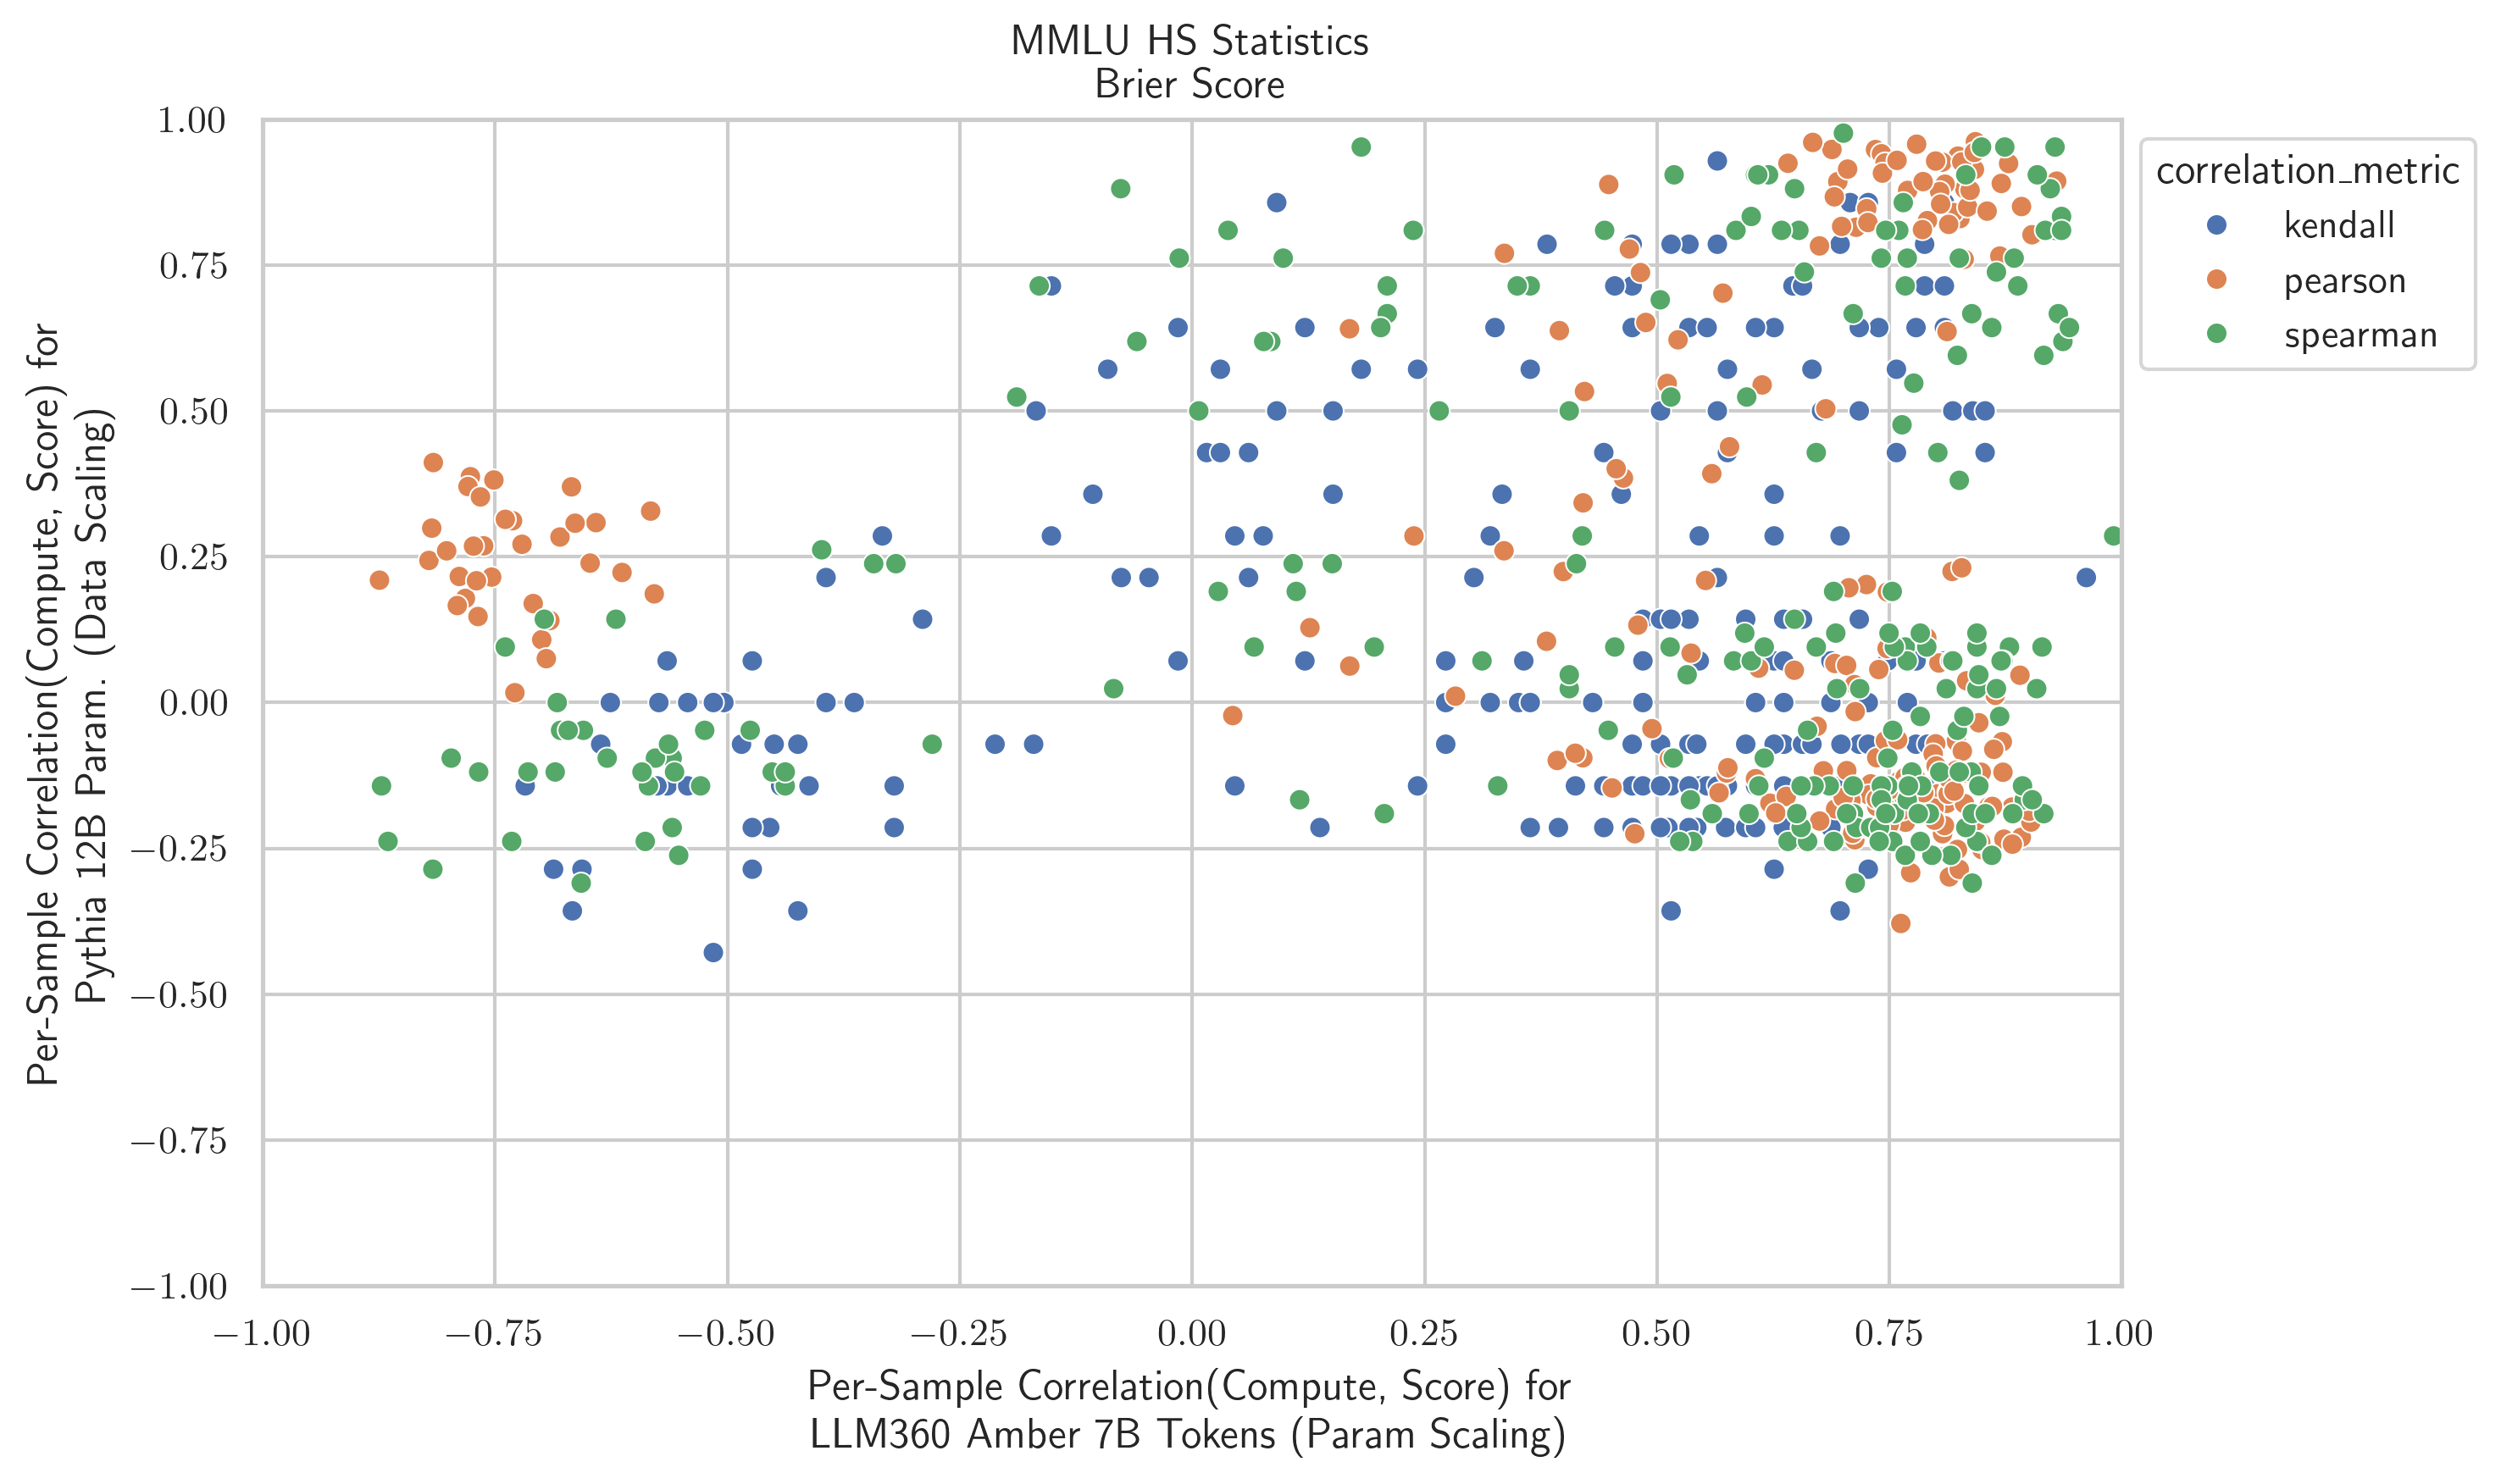 MMLU HS Statistics
Brier Score
Per-Sample Correlation(Compute, Score) for
Pythia 12B Param. (Data Scaling)
1.00
0.75
0.50
0.25
0.00
−0.25
−0.50
−0.75
−1.00
−1.00
−0.75
−0.50
−0.25
0.00
0.25
0.50
0.75
1.00
Per-Sample Correlation(Compute, Score) for
LLM360 Amber 7B Tokens (Param Scaling)
correlation_metric
kendall
pearson
spearman